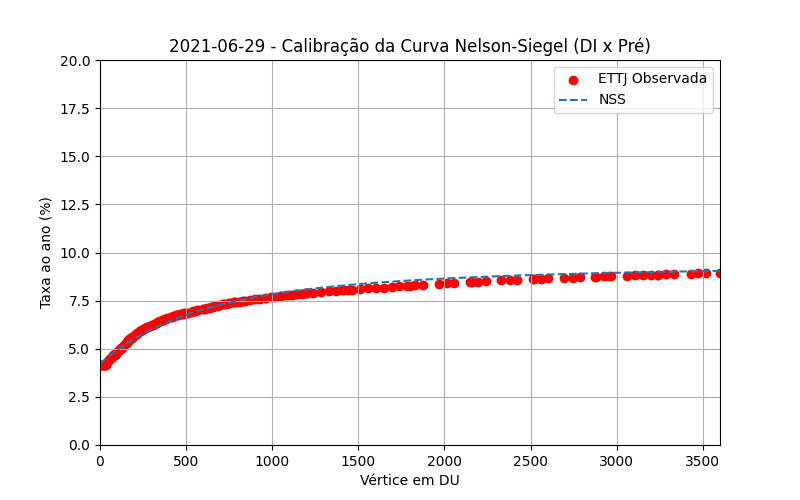 2021-06-29 - Calibração da Curva Nelson-Siegel (DI x Pré)
ETTJ Observada
NSS
Taxa ao ano (%)
20.0
17.5
15.0
12.5
10.0
7.5
5.0
2.5
0.0
0 500 1000 1500 2000 2500 3000 3500
Vértice em DU